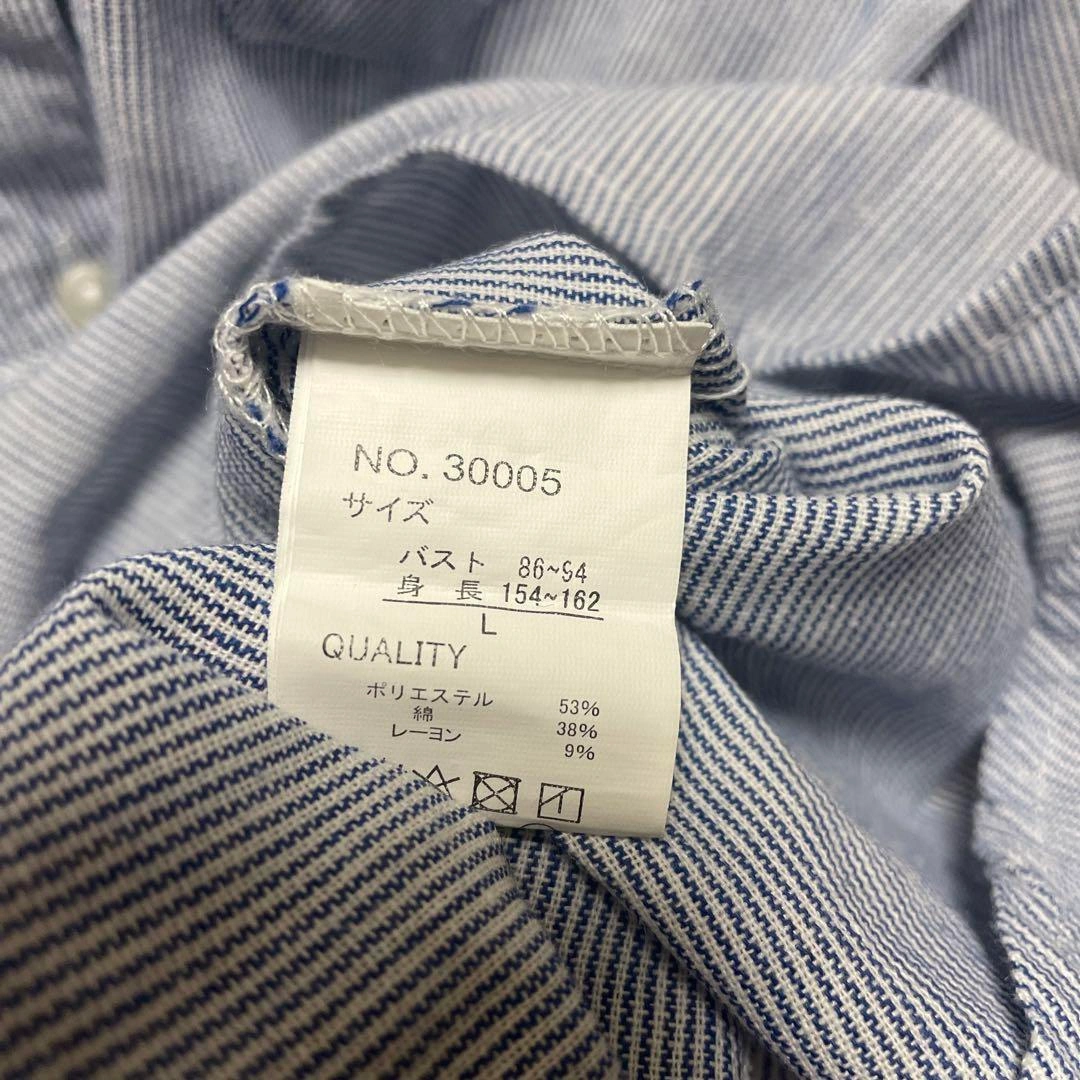 NO. 30005
サイズ
バスト 86~94
身長 154~162
L
QUALITY
ポリエステル 53%
綿 38%
レーヨン 9%
イ